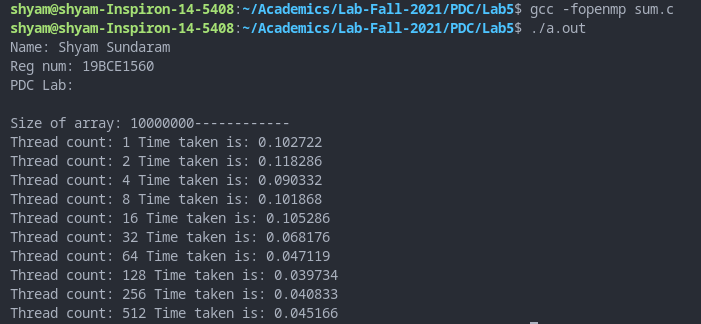 shyam@shyam-Inspiron-14-5408:~/Academics/Lab-Fall-2021/PDC/Lab5$ gcc -fopenmp sum.c
shyam@shyam-Inspiron-14-5408:~/Academics/Lab-Fall-2021/PDC/Lab5$ ./a.out
Name: Shyam Sundaram
Reg num: 19BCE1560
PDC Lab:

Size of array: 10000000------------
Thread count: 1 Time taken is: 0.102722
Thread count: 2 Time taken is: 0.118286
Thread count: 4 Time taken is: 0.090332
Thread count: 8 Time taken is: 0.101868
Thread count: 16 Time taken is: 0.105286
Thread count: 32 Time taken is: 0.068176
Thread count: 64 Time taken is: 0.047119
Thread count: 128 Time taken is: 0.039734
Thread count: 256 Time taken is: 0.040833
Thread count: 512 Time taken is: 0.045166